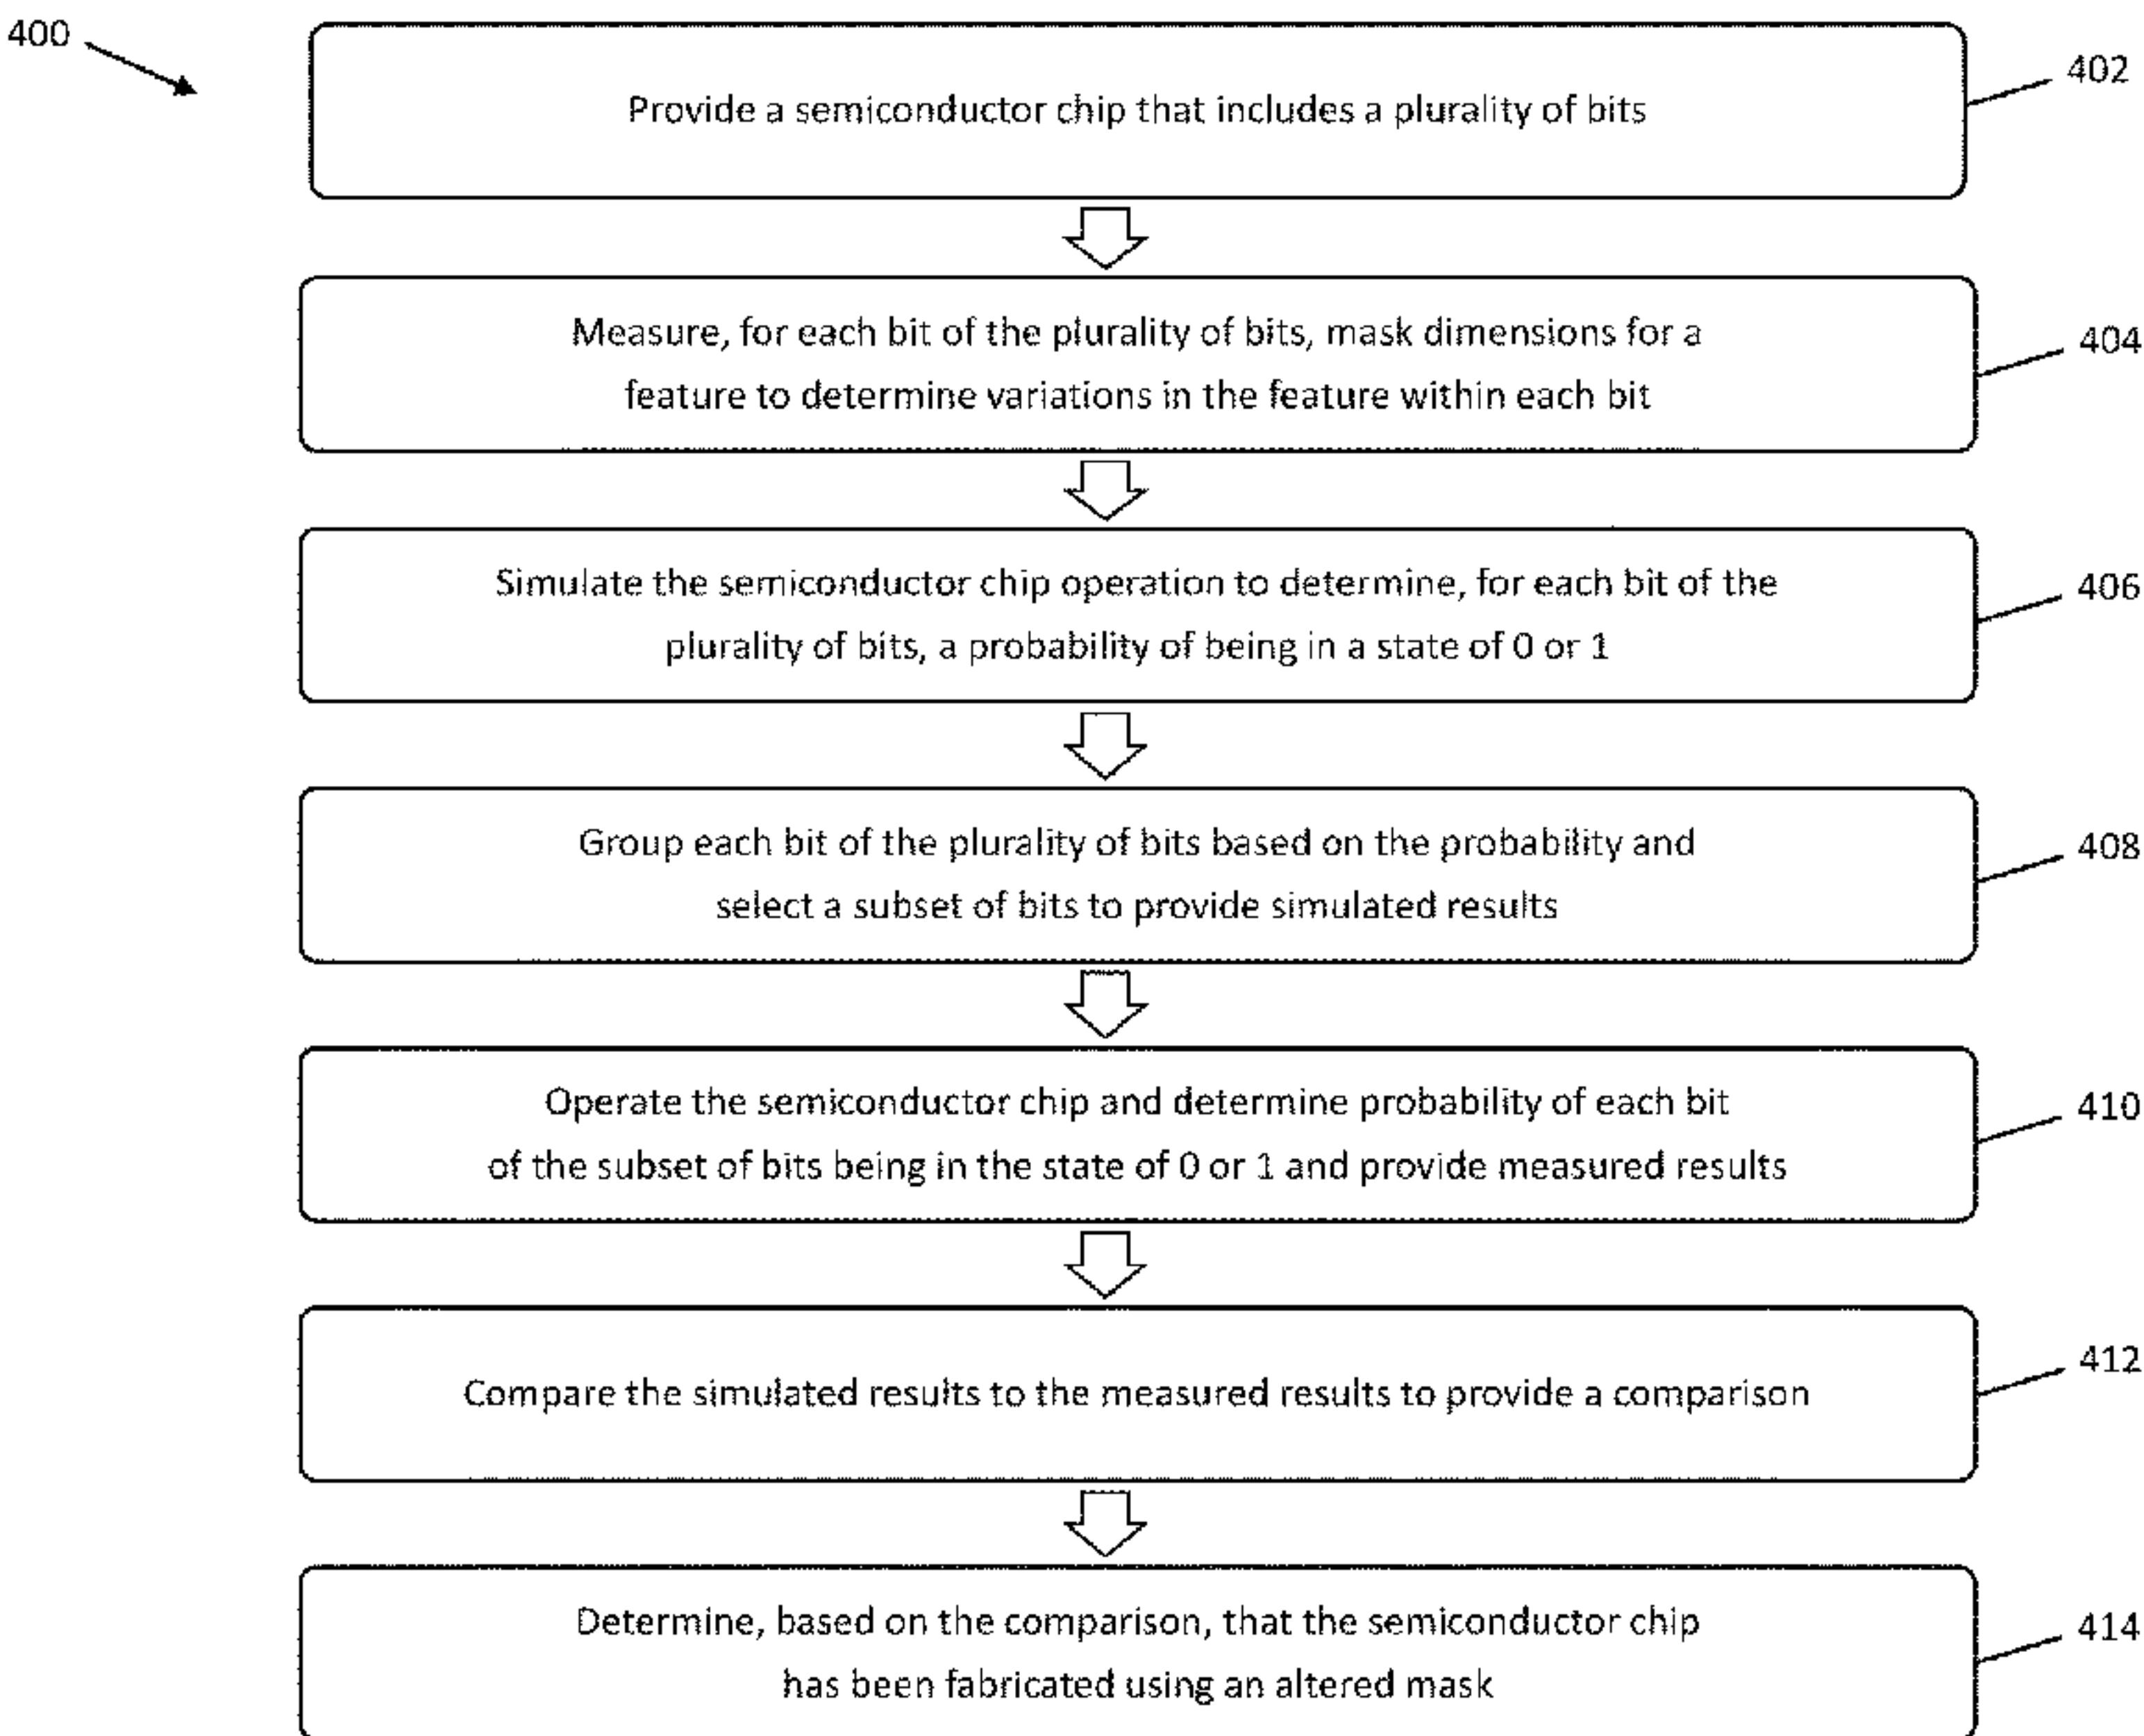 400
402
Provide a semiconductor chip that includes a plurality of bits
Measure, for each bit of the plurality of bits, mask dimensions for a
404
feature to determine variations in the feature within each bit
Simulate the semiconductor chip operation to determine, for each bit of the
406
plurality of bits, a probability of being in a state of 0 or 1
Group each bit of the plurality of bits based on the probability and
408
select a subset of bits to provide simulated results
Operate the semiconductor chip and determine probability of each bit
410
of the subset of bits being in the state of 0 or 1 and provide measured results
412
Compare the simulated results to the measured results to provide a comparison
Determine, based on the comparison, that the semiconductor chip
414
has been fabricated using an altered mask